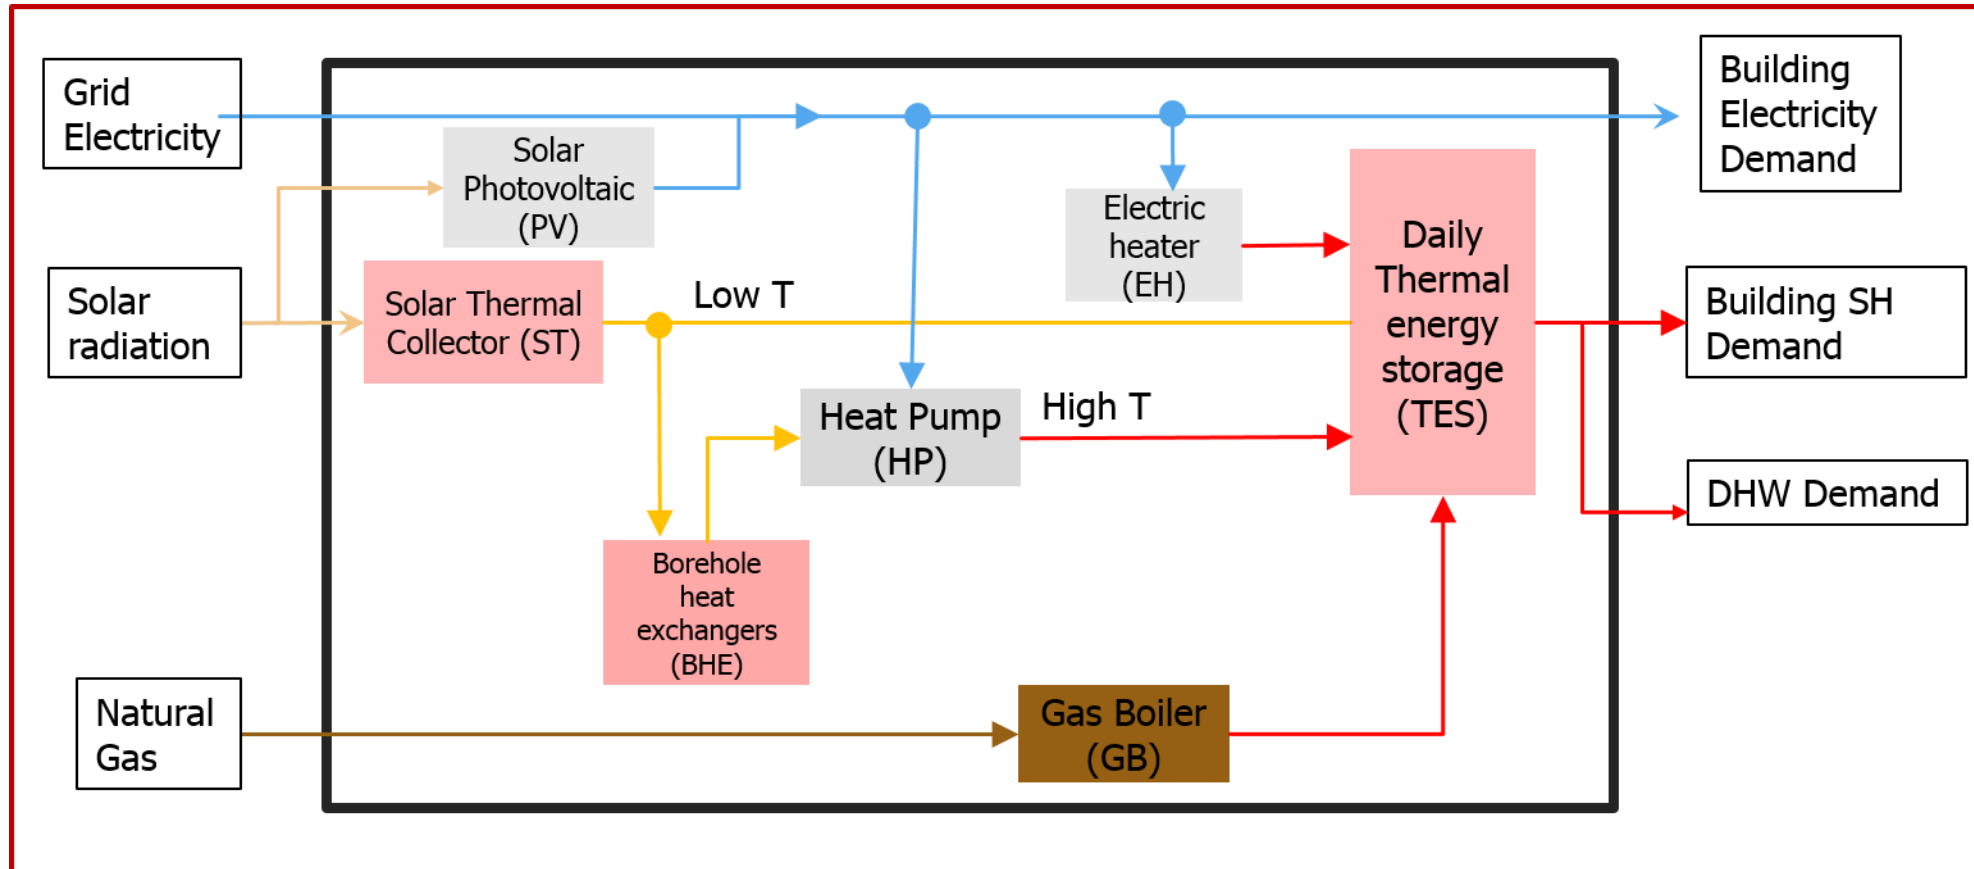 Grid
Electricity
Solar
radiation
Natural
Gas
Solar
Photovoltaic
(PV)
Solar Thermal
Collector (ST)
Low T
Borehole
heat
exchangers
(BHE)
Heat Pump
(HP)
High T
Electric
heater
(EH)
Gas Boiler
(GB)
Daily
Thermal
energy
storage
(TES)
Building
Electricity
Demand
Building SH
Demand
DHW Demand